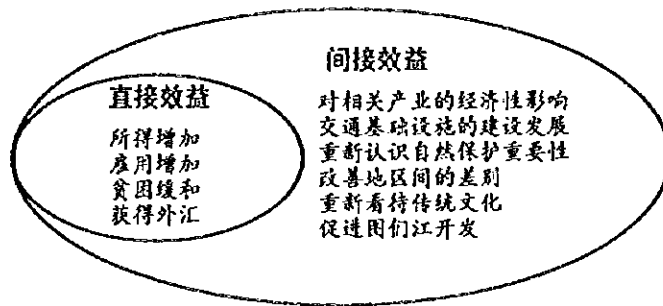 直接效益
所得增加
雇用增加
贫困缓和
获得外汇
间接效益
对相关产业的经济性影响
交通基础设施的建设发展
重新认识自然保护重要性
改善地区间的差别
重新看待传统文化
促进图们江开发